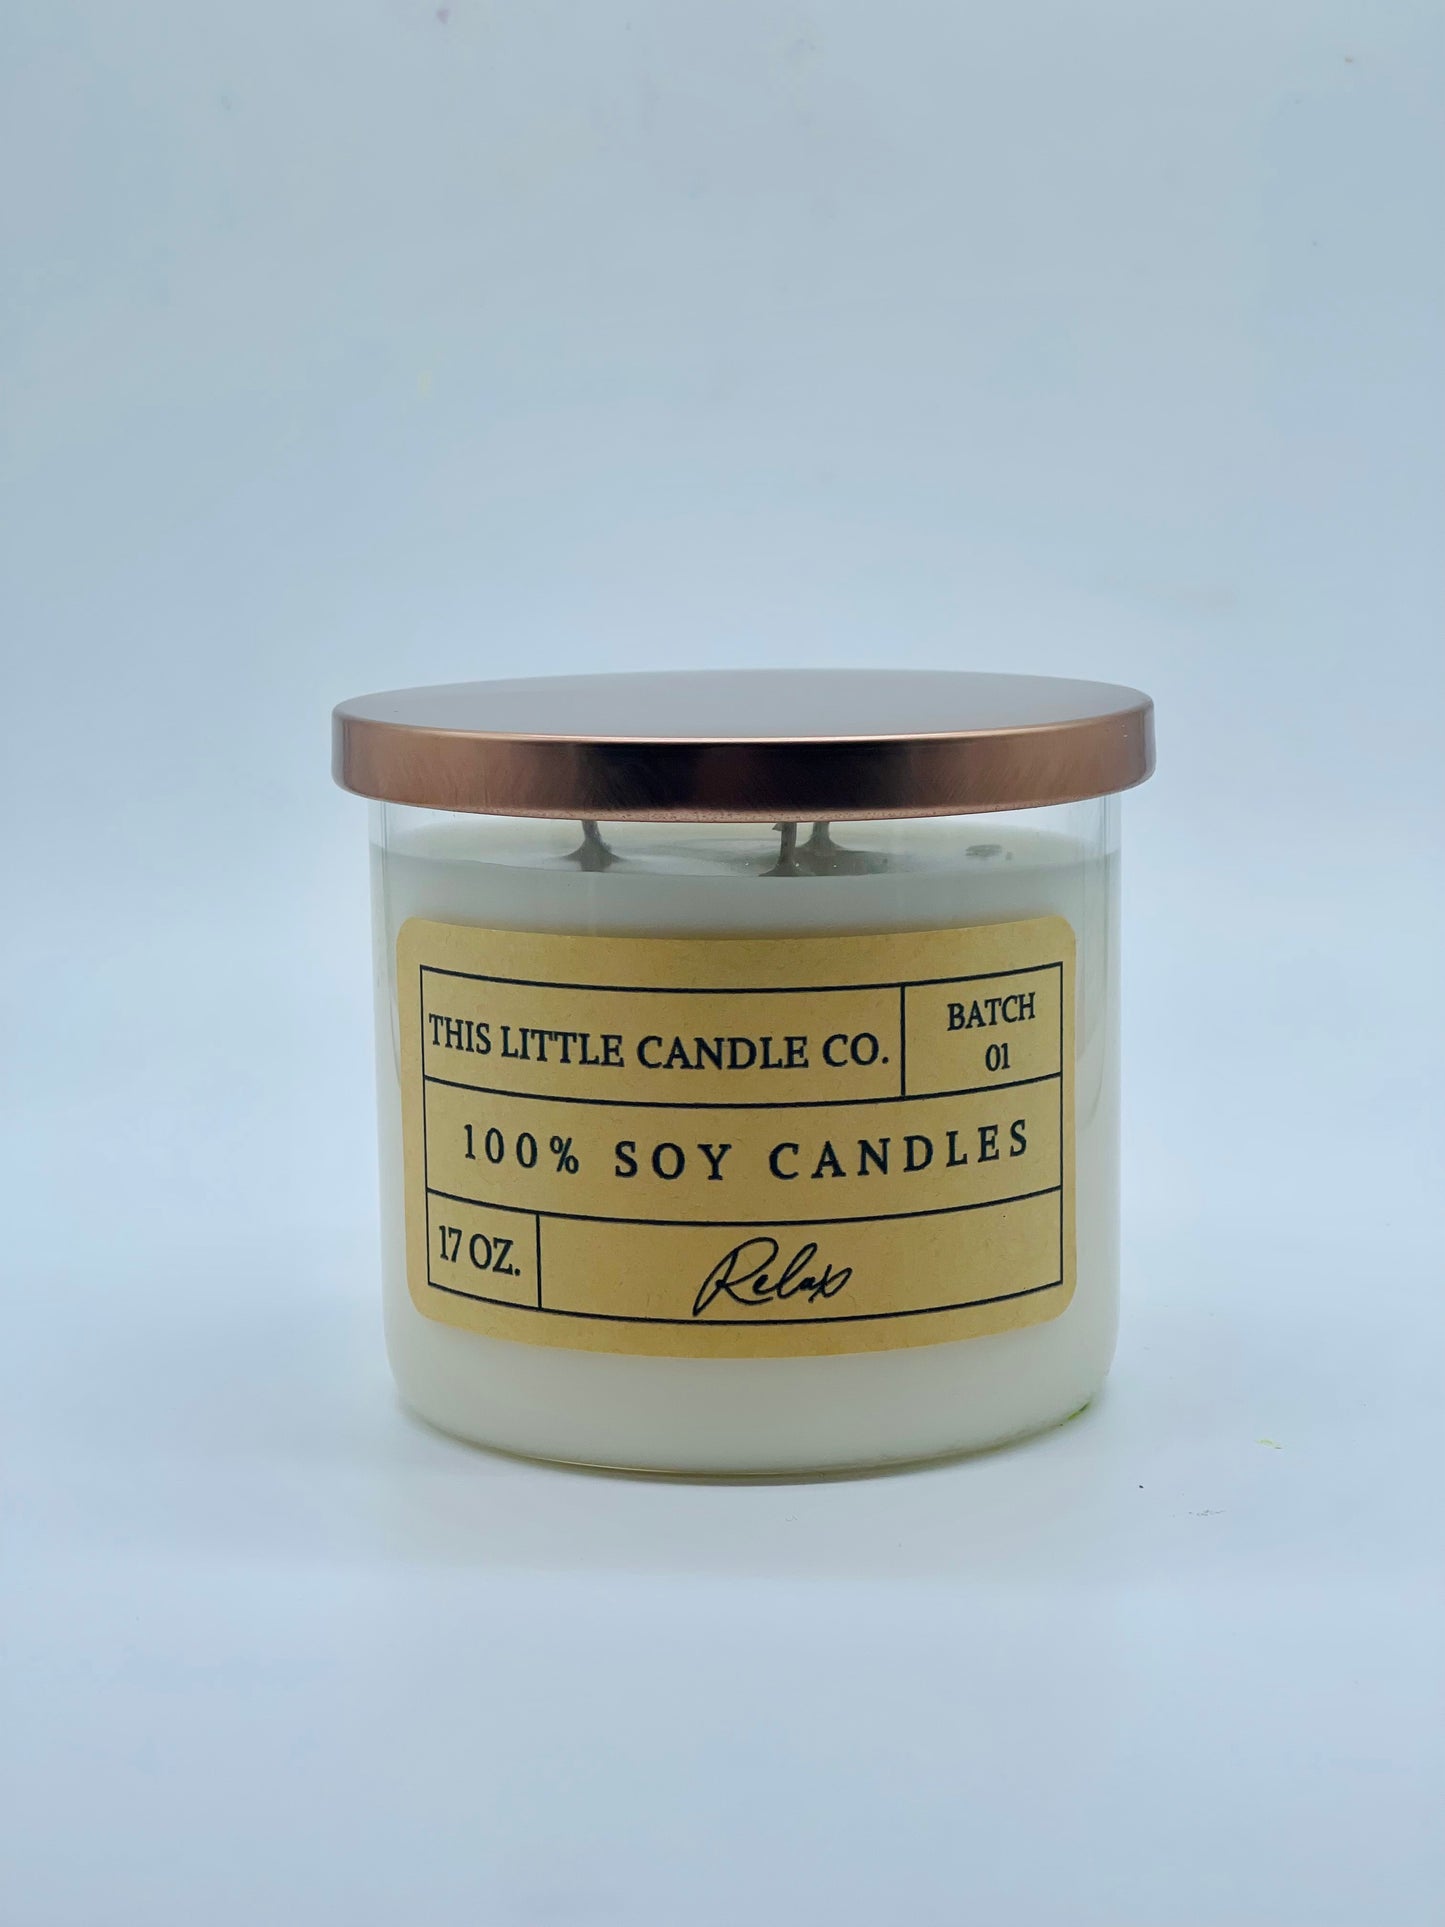 THIS LITTLE CANDLE CO.
BATCH
01
100% SOY CANDLES
17 OZ.
Relax